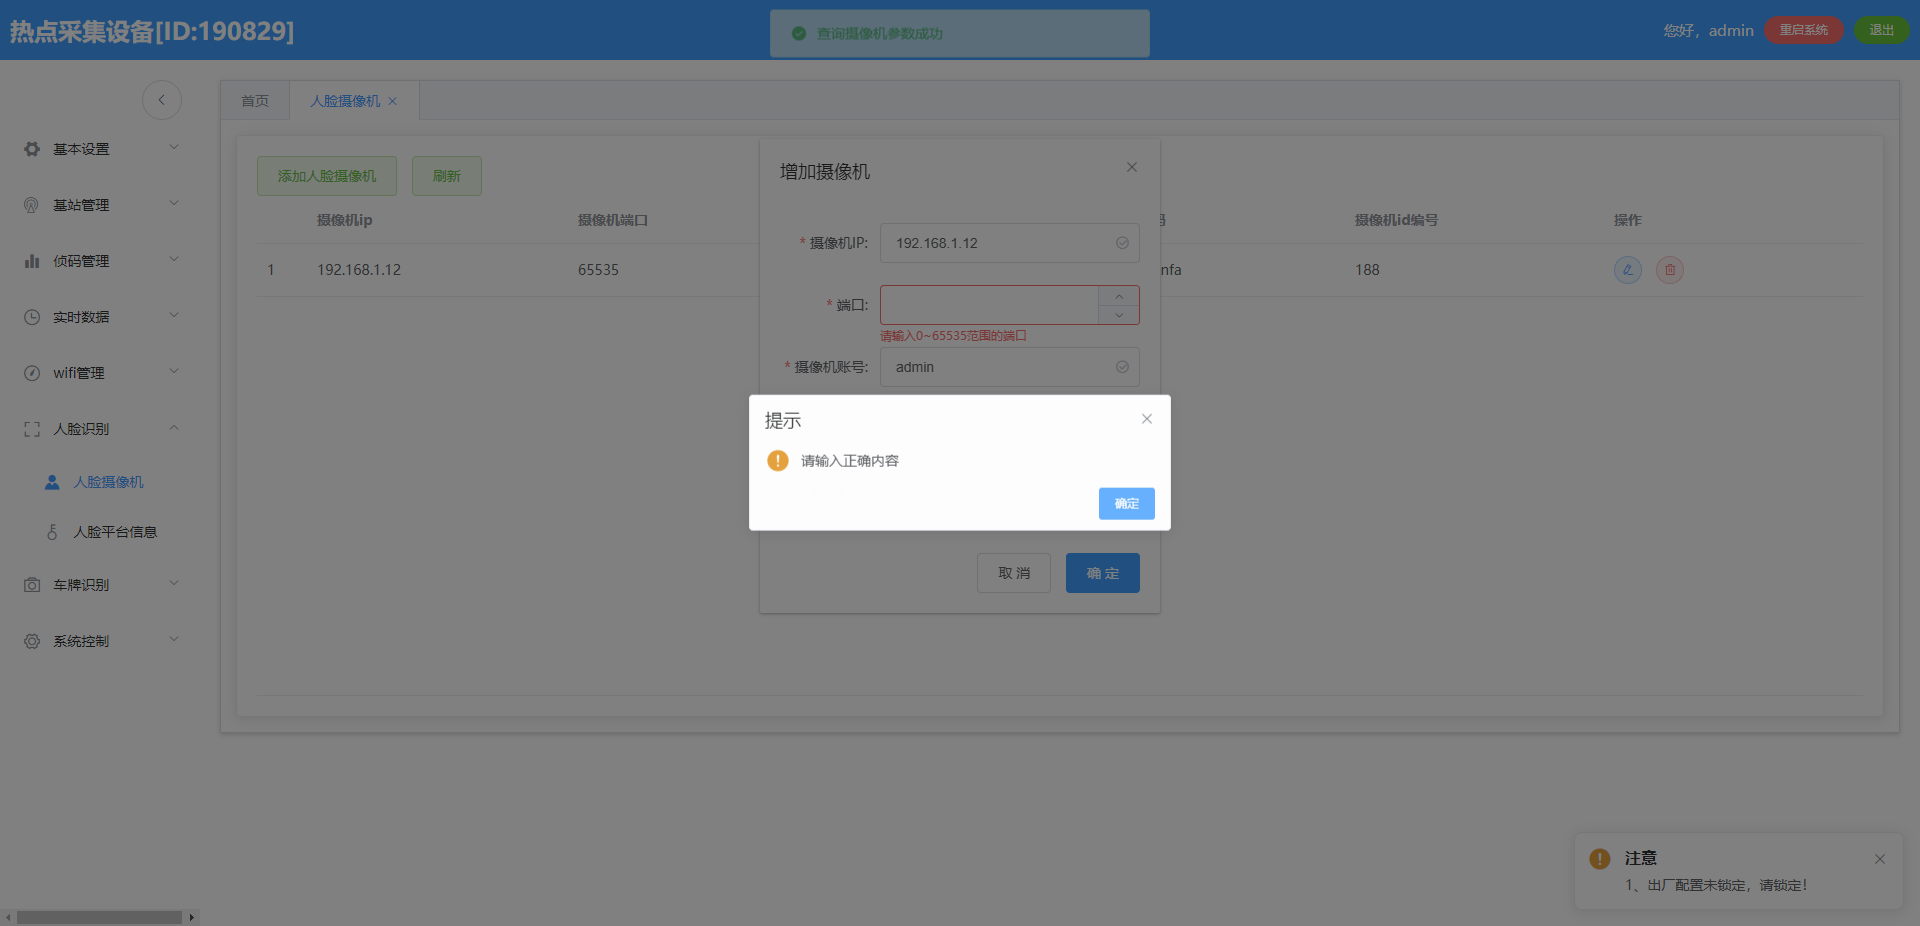 热点采集设备[ID:190829]
查询摄像机参数成功
您好，admin
重启系统
退出
首页
人脸摄像机
基本设置
基站管理
侦码管理
实时数据
wifi管理
人脸识别
人脸摄像机
人脸平台信息
车牌识别
系统控制
添加人脸摄像机
刷新
摄像机ip 摄像机端口 摄像机id编号 操作
1 192.168.1.12 65535 nfa 188
增加摄像机
* 摄像机IP: 192.168.1.12
* 端口:
请输入0~65535范围的端口
* 摄像机账号: admin
提示
请输入正确内容
确定
取 消
确 定
注意
1、出厂配置未锁定，请锁定！